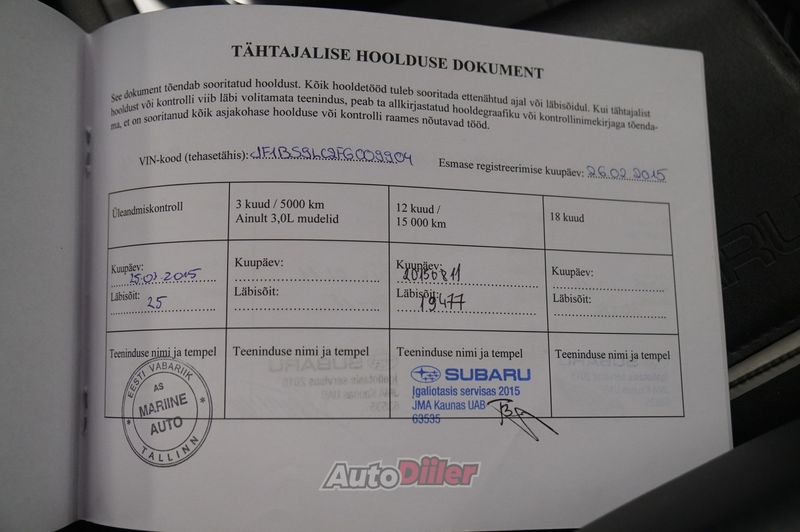 TÄHTAJALISE HOOLDUSE DOKUMENT
See dokument tõendab sooritatud hooldust. Kõik hooldetööd tuleb sooritada ettenähtud ajal või läbisõidul. Kui tähtajalist
hooldust või kontrolli viib läbi volitamata teenindus, peab ta allkirjastatud hooldegraafiku või kontrollinimekirjaga tõenda-
ma, et on sooritanud kõik asjakohase hoolduse või kontrolli raames nõutavad tööd.
VIN-kood (tehasetähis): JF1BS9LC2FG009904 Esmase registreerimise kuupäev: 26.02.2015
Üleandmiskontroll
3 kuud / 5000 km
Ainult 3,0L mudelid
12 kuud /
15 000 km
18 kuud
Kuupäev: Kuupäev: Kuupäev: Kuupäev:
2015 20150811
Läbisõit: 25 Läbisõit: Läbisõit: 19477 Läbisõit:
Teeninduse nimi ja tempel Teeninduse nimi ja tempel Teeninduse nimi ja tempel Teeninduse nimi ja tempel
EESTI VABARIIK
AS
MARIINE
AUTO
TALLINN
SUBARU
Įgaliotasis servisas 2015
JMA Kaunas UAB
63535
AutoDiiler